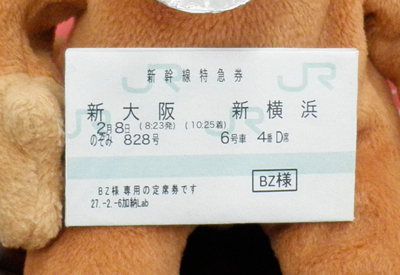 新幹線特急券
JR JR
新大阪 新横浜
2月8日 (8:23発) (10:25着) 6号車 4番D席
のぞみ 828号
JR
BZ様 専用の定席券です
BZ様
27.-2.-6加納Lab